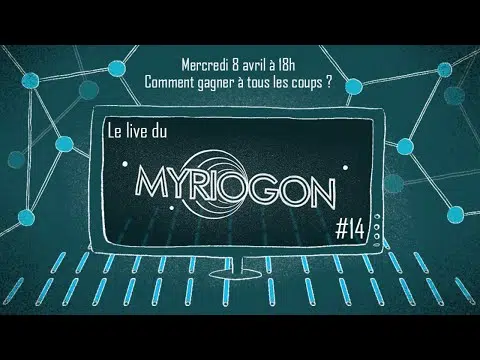 Mercredi 8 avril à 18h
Comment gagner à tous les coups ?
Le live du
MYRIOGON
#14